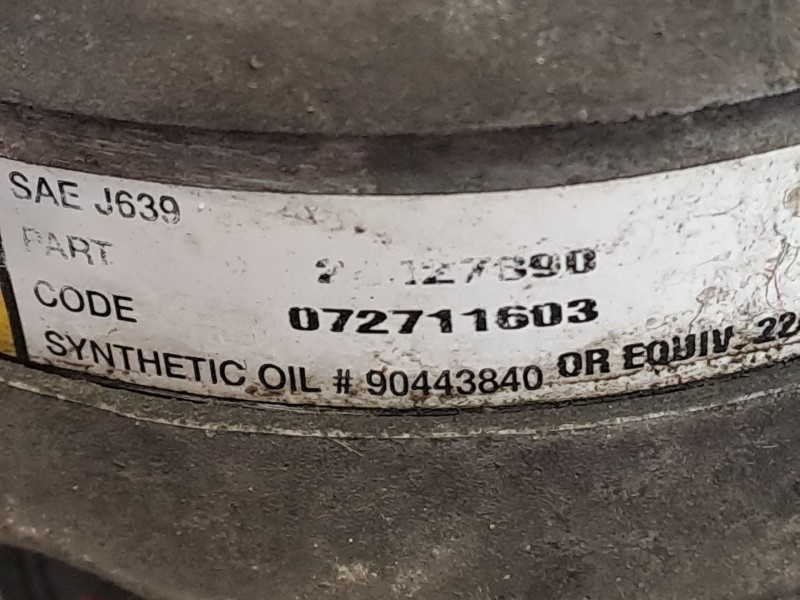 SAE J639
PART
CODE 072711603
SYNTHETIC OIL # 90443840 OR EQUIV